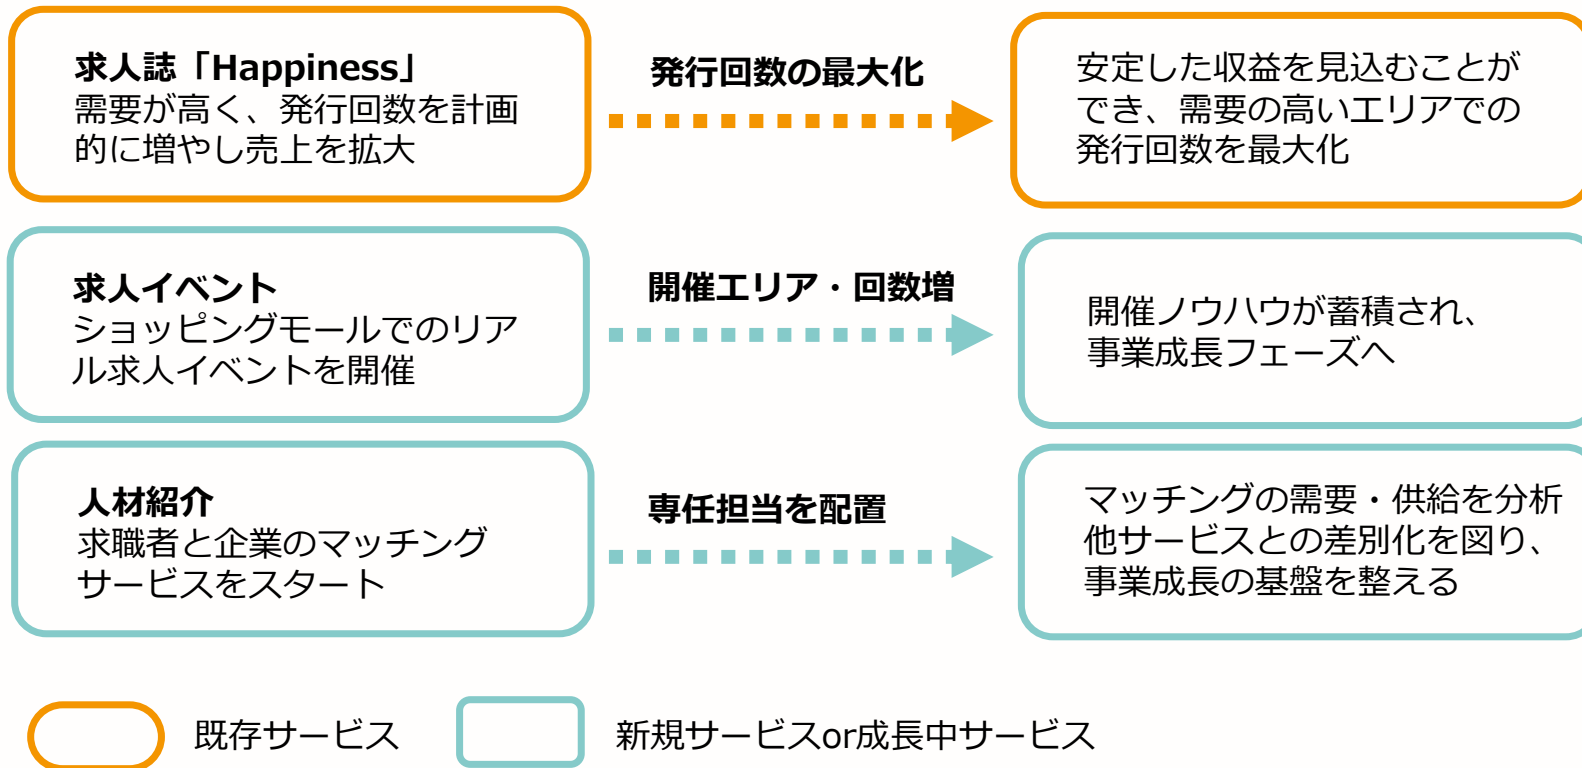 求人誌「Happiness」
需要が高く、発行回数を計画
的に増やし売上を拡大
発行回数の最大化
安定した収益を見込むことが
でき、需要の高いエリアでの
発行回数を最大化
求人イベント
ショッピングモールでのリア
ル求人イベントを開催
開催エリア・回数増
開催ノウハウが蓄積され、
事業成長フェーズへ
人材紹介
求職者と企業のマッチング
サービスをスタート
専任担当を配置
マッチングの需要・供給を分析
他サービスとの差別化を図り、
事業成長の基盤を整える
既存サービス
新規サービスor成長中サービス